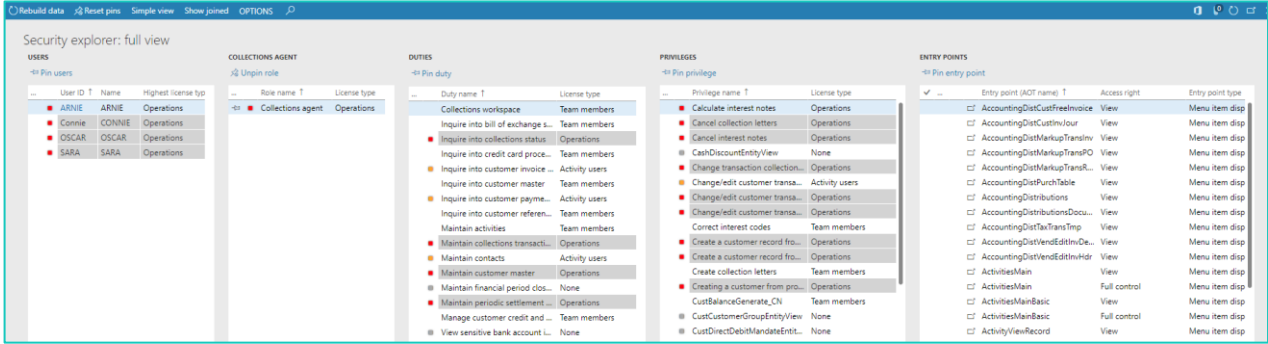 Rebuild data Reset pins Simple view Show joined OPTIONS 0
Security explorer: full view
USERS COLLECTIONS AGENT DUTIES PRIVILEGES ENTRY POINTS
Pin users Unpin role Pin duty Pin privilege Pin entry point
... User ID ↑ Name Highest license typ
ARNIE ARNIE Operations
Connie CONNIE Operations
OSCAR OSCAR Operations
SARA SARA Operations
... Role name ↑ License type
Collections agent Operations
... Duty name ↑ License type
Collections workspace Team members
Inquire into bill of exchange s... Team members
Inquire into collections status Operations
Inquire into credit card proce... Team members
Inquire into customer invoice ... Activity users
Inquire into customer master Team members
Inquire into customer payme... Activity users
Inquire into customer referen... Team members
Maintain activities Team members
Maintain collections transacti... Operations
Maintain contacts Activity users
Maintain customer master Operations
Maintain financial period clos... None
Maintain periodic settlement ... Operations
Manage customer credit and ... Team members
View sensitive bank account i... None
... Privilege name ↑ License type
Calculate interest notes Operations
Cancel collection letters Operations
Cancel interest notes Operations
CashDiscountEntityView None
Change transaction collection... Operations
Change/edit customer transa... Activity users
Change/edit customer transa... Operations
Change/edit customer transa... Operations
Correct interest codes Team members
Create a customer record fro... Operations
Create a customer record fro... Operations
Create collection letters Team members
Creating a customer from pro... Operations
CustBalanceGenerate_CN Team members
CustCustomerGroupEntityView None
CustDirectDebitMandateEntit... None
✓ ... Entry point (AOT name) ↑ Access right Entry point type
AccountingDistCustFreeInvoice View Menu item disp
AccountingDistCustInvJour View Menu item disp
AccountingDistMarkupTransInv View Menu item disp
AccountingDistMarkupTransPO View Menu item disp
AccountingDistMarkupTransR... View Menu item disp
AccountingDistPurchTable View Menu item disp
AccountingDistributions View Menu item disp
AccountingDistributionsDocu... View Menu item disp
AccountingDistTaxTransTmp View Menu item disp
AccountingDistVendEditInvDe... View Menu item disp
AccountingDistVendEditInvHdr View Menu item disp
ActivitiesMain View Menu item disp
ActivitiesMain Full control Menu item disp
ActivitiesMainBasic View Menu item disp
ActivitiesMainBasic Full control Menu item disp
ActivityViewRecord View Menu item disp